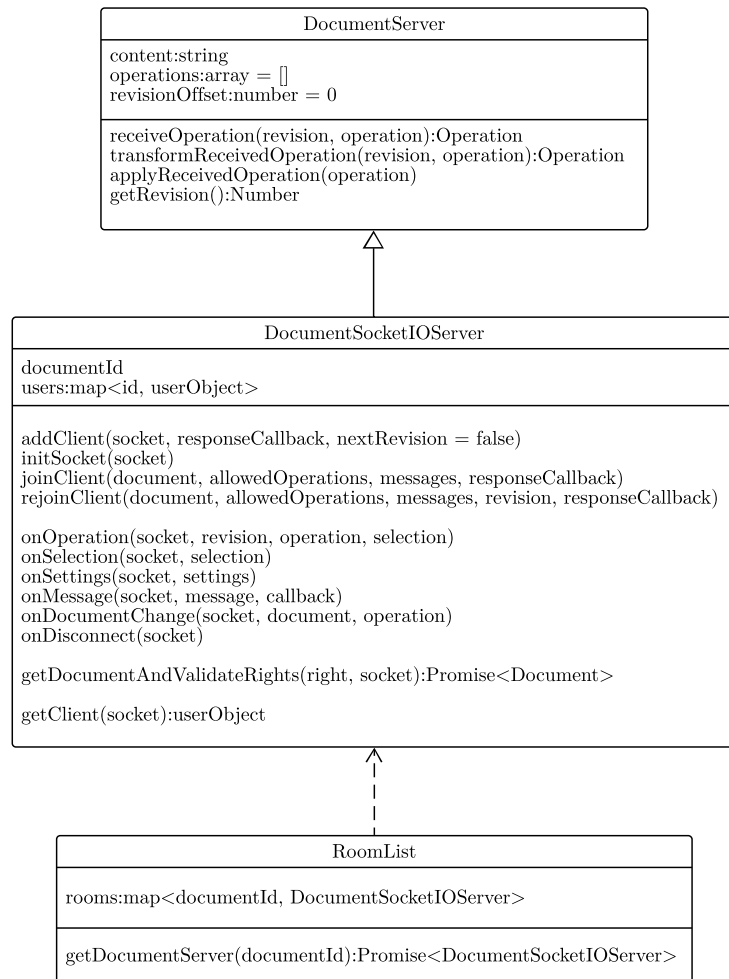 DocumentServer
content:string
operations:array = []
revisionOffset:number = 0
receiveOperation(revision, operation):Operation
transformReceivedOperation(revision, operation):Operation
applyReceivedOperation(operation)
getRevision():Number
DocumentSocketIOServer
documentId
users:map<id, userObject>
addClient(socket, responseCallback, nextRevision = false)
initSocket(socket)
joinClient(document, allowedOperations, messages, responseCallback)
rejoinClient(document, allowedOperations, messages, revision, responseCallback)
onOperation(socket, revision, operation, selection)
onSelection(socket, selection)
onSettings(socket, settings)
onMessage(socket, message, callback)
onDocumentChange(socket, document, operation)
onDisconnect(socket)
getDocumentAndValidateRights(right, socket):Promise<Document>
getClient(socket):userObject
RoomList
rooms:map<documentId, DocumentSocketIOServer>
getDocumentServer(documentId):Promise<DocumentSocketIOServer>